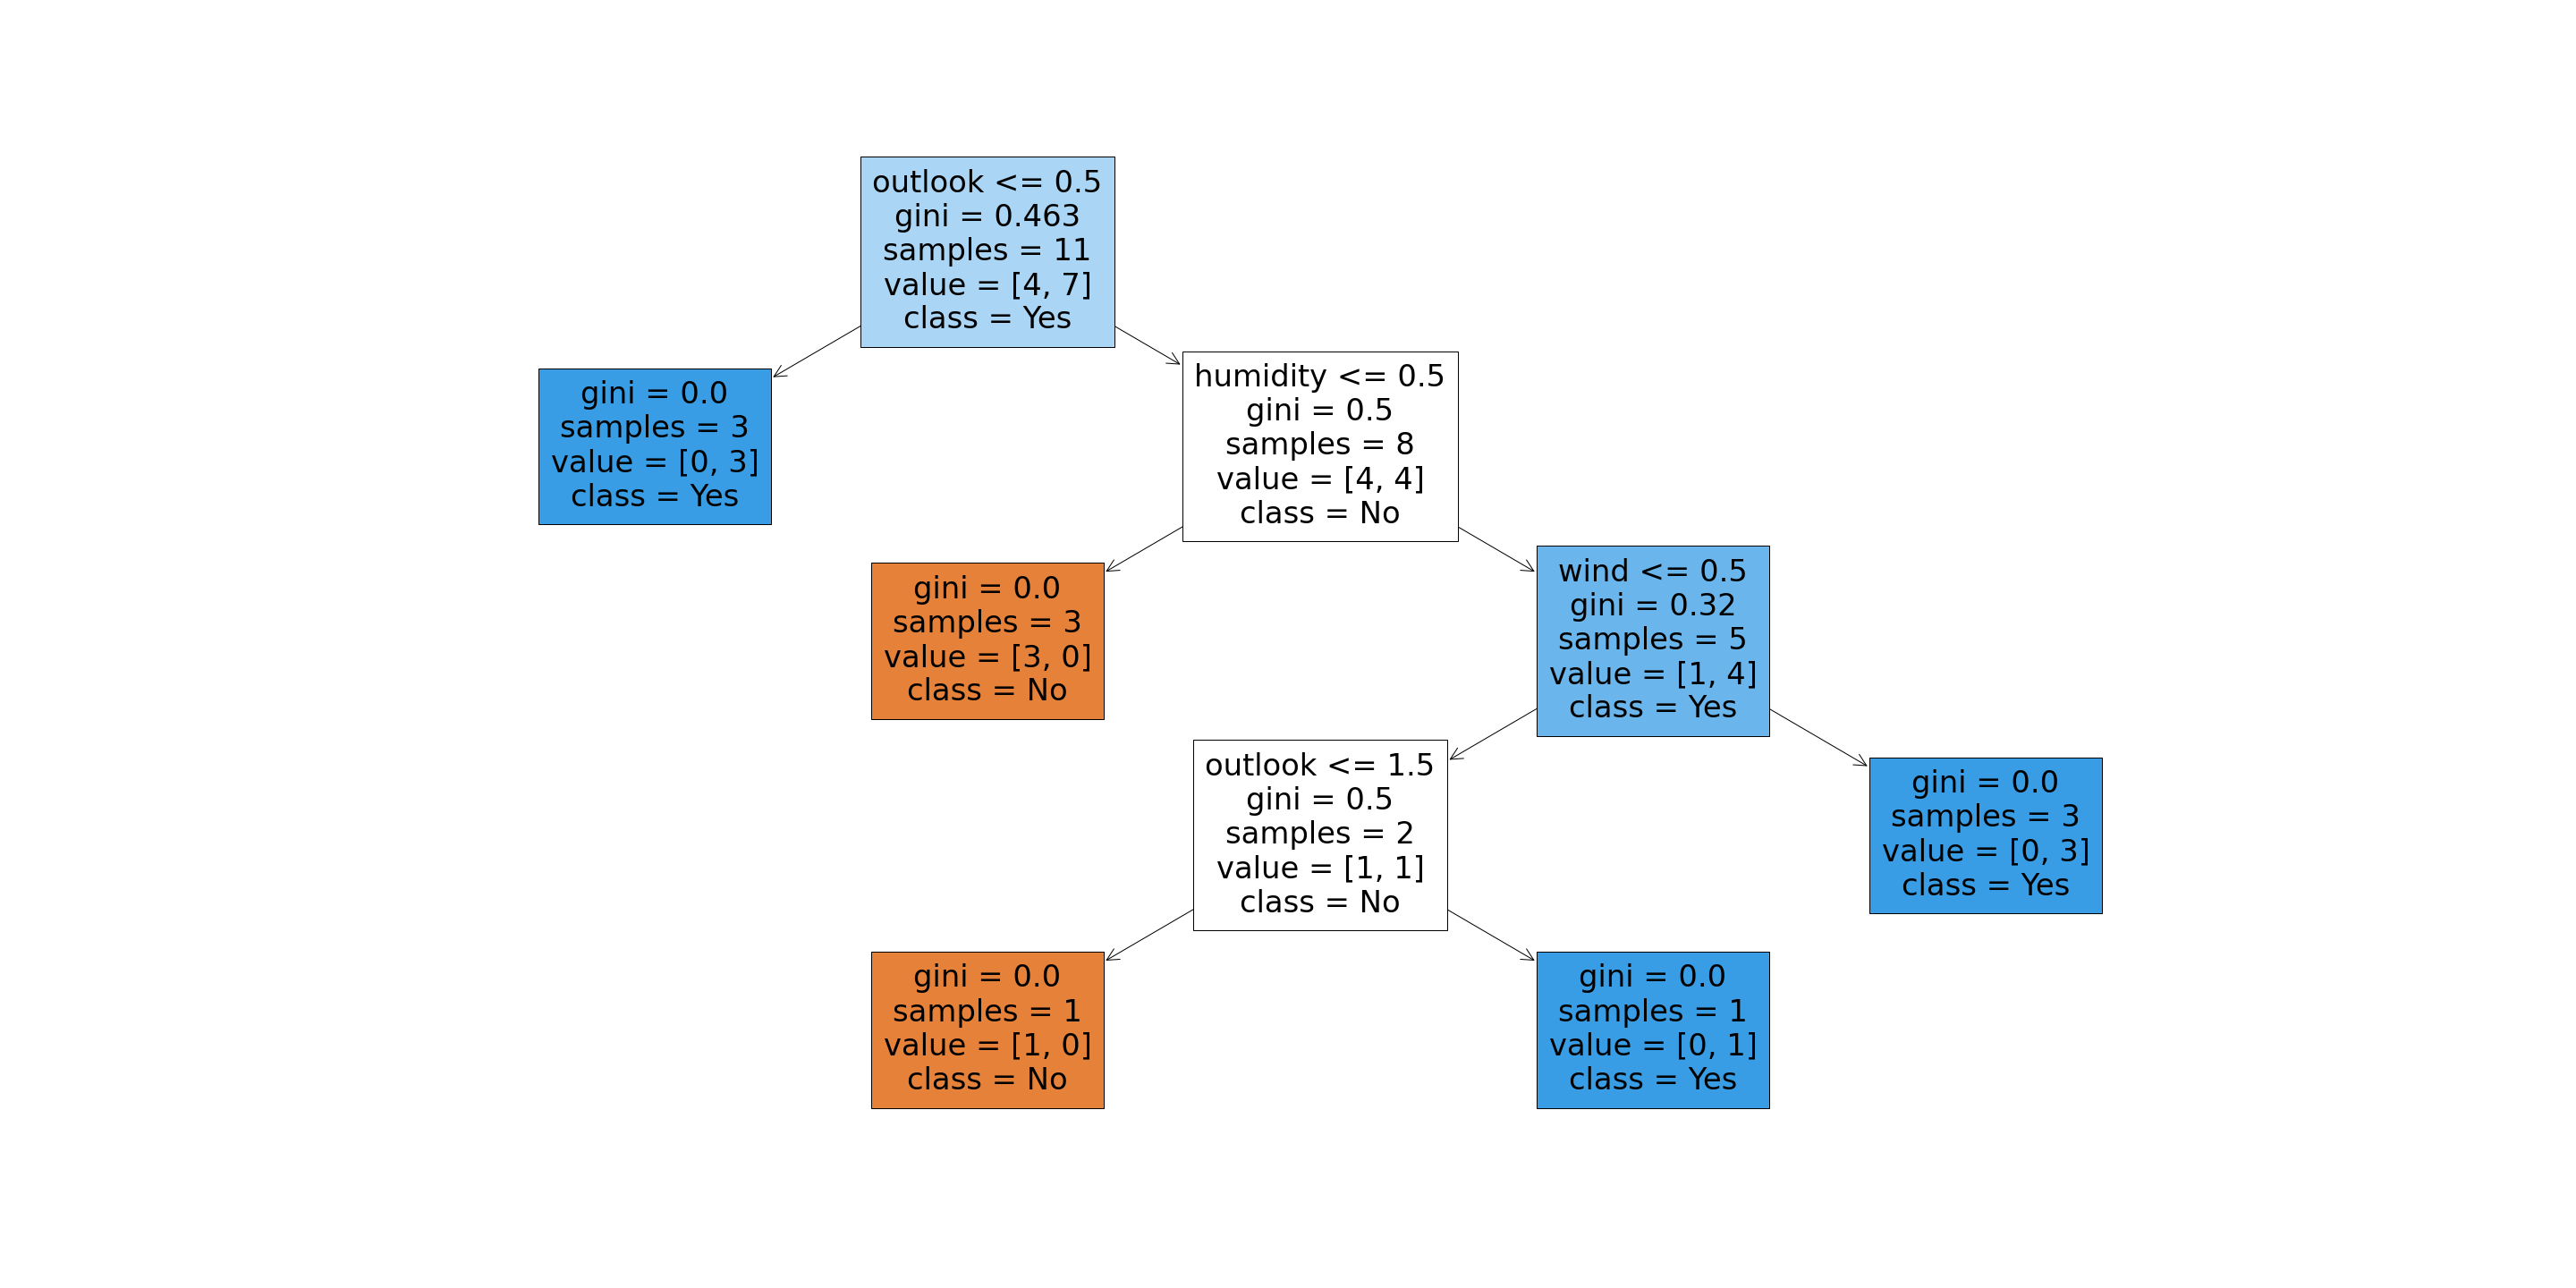 outlook <= 0.5
gini = 0.463
samples = 11
value = [4, 7]
class = Yes
gini = 0.0
samples = 3
value = [0, 3]
class = Yes
humidity <= 0.5
gini = 0.5
samples = 8
value = [4, 4]
class = No
gini = 0.0
samples = 3
value = [3, 0]
class = No
wind <= 0.5
gini = 0.32
samples = 5
value = [1, 4]
class = Yes
outlook <= 1.5
gini = 0.5
samples = 2
value = [1, 1]
class = No
gini = 0.0
samples = 3
value = [0, 3]
class = Yes
gini = 0.0
samples = 1
value = [1, 0]
class = No
gini = 0.0
samples = 1
value = [0, 1]
class = Yes